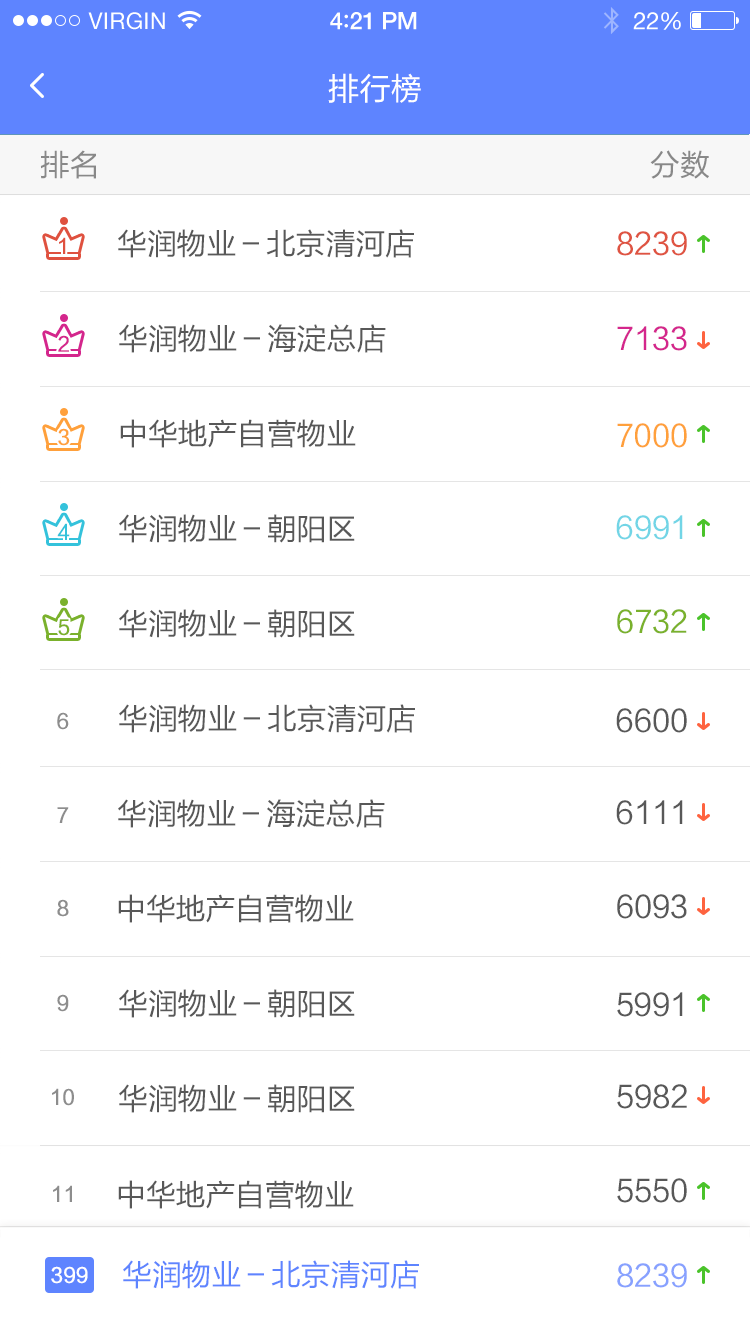 VIRGIN 4:21 PM 22%
排行榜
排名 分数
1 华润物业－北京清河店 8239
2 华润物业－海淀总店 7133
3 中华地产自营物业 7000
4 华润物业－朝阳区 6991
5 华润物业－朝阳区 6732
6 华润物业－北京清河店 6600
7 华润物业－海淀总店 6111
8 中华地产自营物业 6093
9 华润物业－朝阳区 5991
10 华润物业－朝阳区 5982
11 中华地产自营物业 5550
399 华润物业－北京清河店 8239